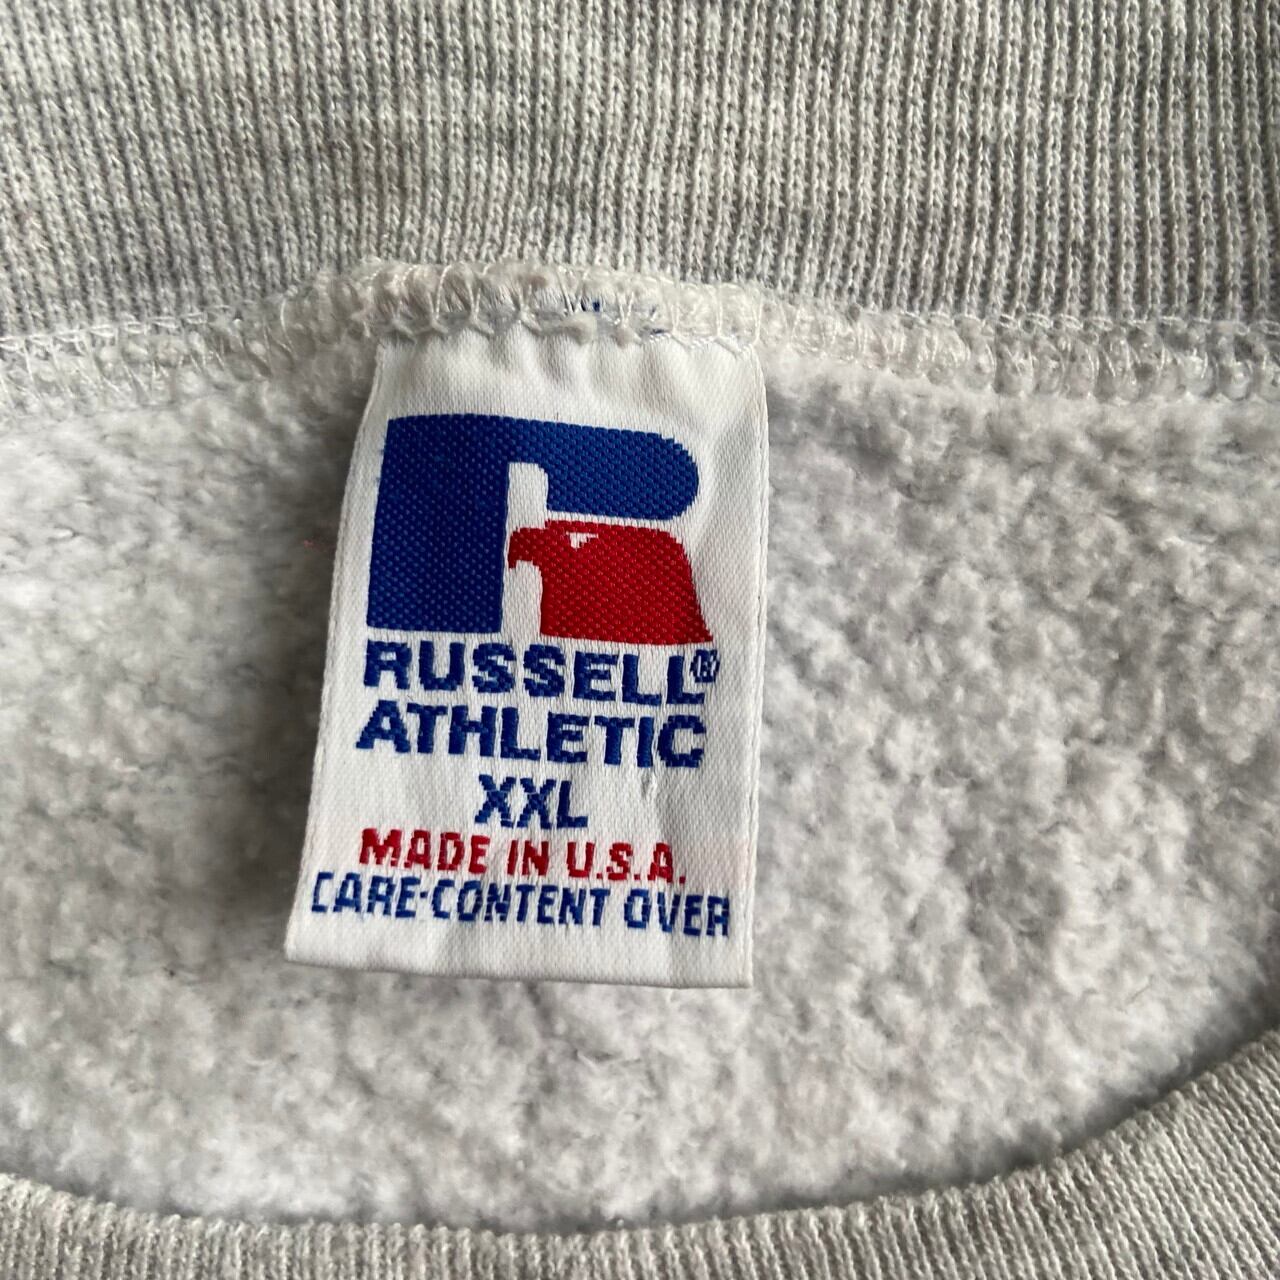 R
RUSSELL®
ATHLETIC
XXL
MADE IN U.S.A.
CARE·CONTENT OVER